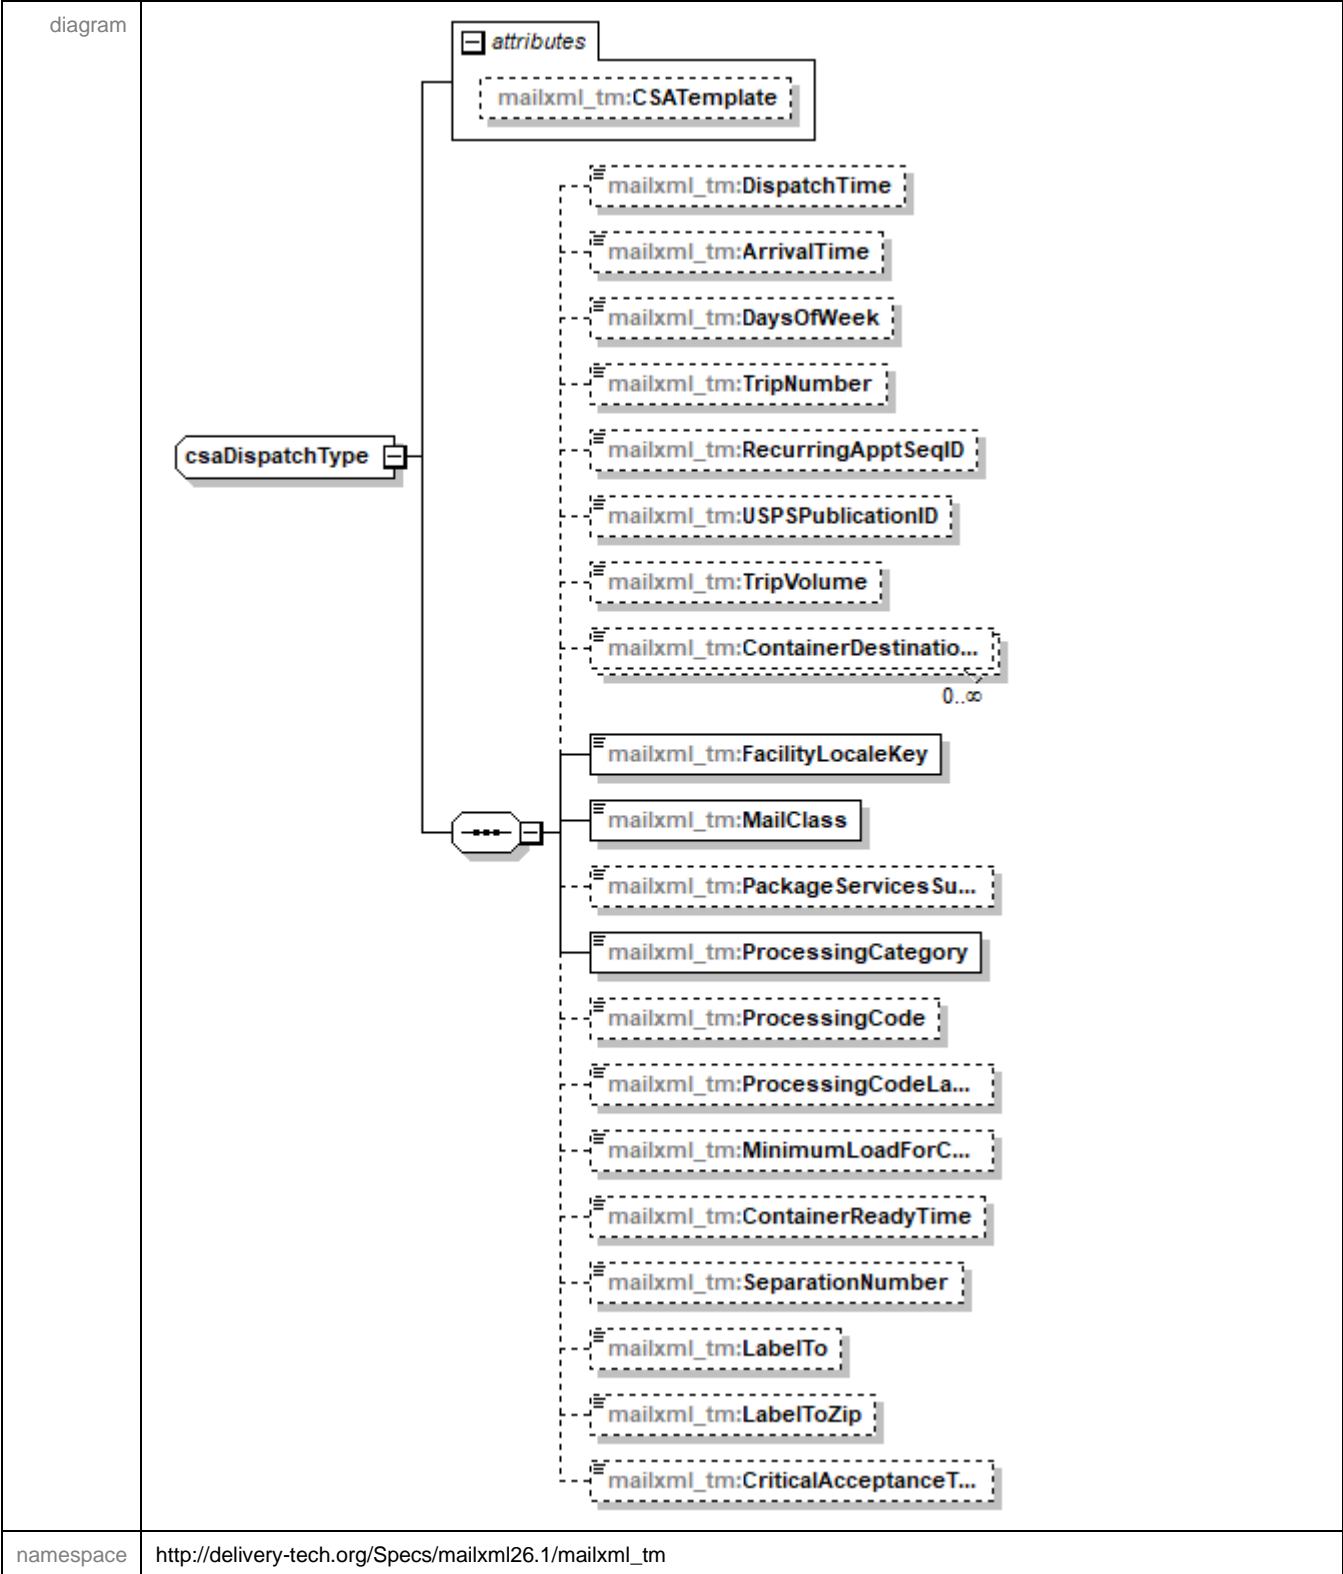 diagram
attributes
mailxml_tm:CSATemplate
mailxml_tm:DispatchTime
mailxml_tm:ArrivalTime
mailxml_tm:DaysOfWeek
mailxml_tm:TripNumber
mailxml_tm:RecurringApptSeqID
csaDispatchType
mailxml_tm:USPSPublicationID
mailxml_tm:TripVolume
mailxml_tm:ContainerDestinatio...
0..∞
mailxml_tm:FacilityLocaleKey
mailxml_tm:MailClass
mailxml_tm:PackageServicesSu...
mailxml_tm:ProcessingCategory
mailxml_tm:ProcessingCode
mailxml_tm:ProcessingCodeLa...
mailxml_tm:MinimumLoadForC...
mailxml_tm:ContainerReadyTime
mailxml_tm:SeparationNumber
mailxml_tm:LabelTo
mailxml_tm:LabelToZip
mailxml_tm:CriticalAcceptanceT...
namespace http://delivery-tech.org/Specs/mailxml26.1/mailxml_tm